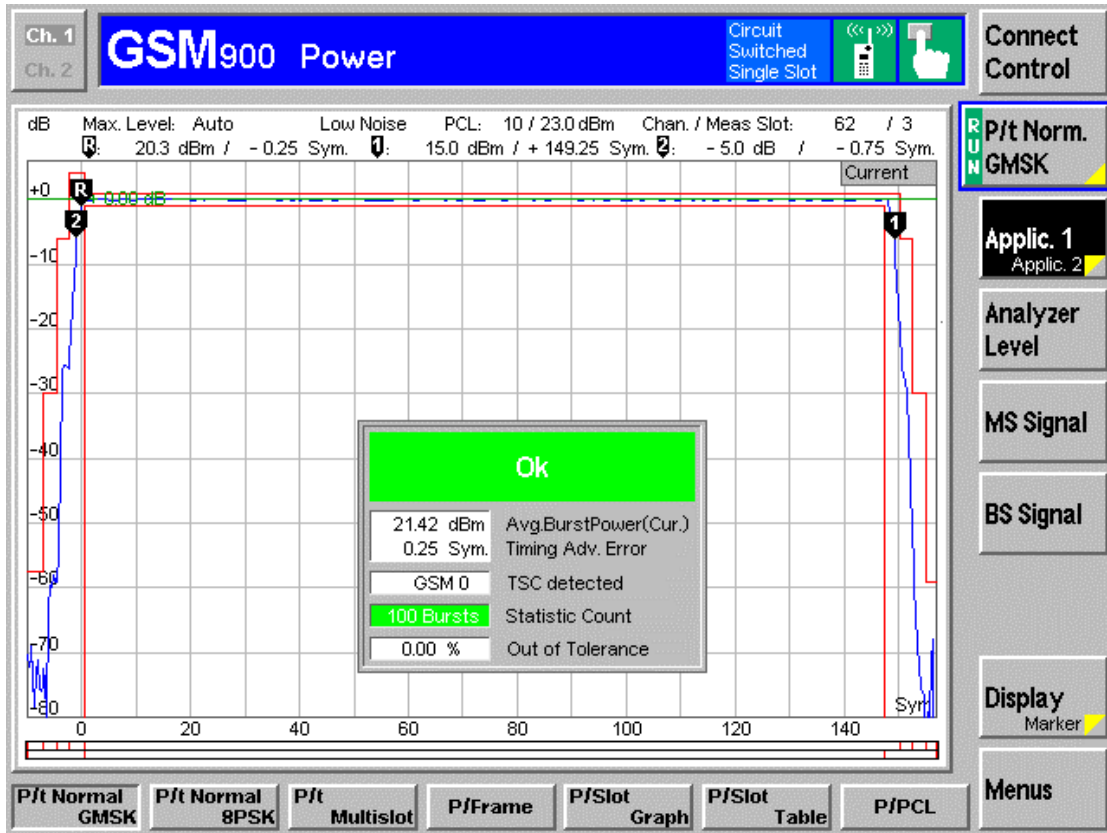 Ch. 1
Ch. 2
GSM900 Power
Circuit
Switched
Single Slot
Connect
Control
dB Max. Level: Auto Low Noise PCL: 10 / 23.0 dBm Chan. / Meas Slot: 62 / 3
R: 20.3 dBm / - 0.25 Sym. 1: 15.0 dBm / + 149.25 Sym. 2: - 5.0 dB / - 0.75 Sym.
RUN
P/t Norm.
GMSK
Current
+0
R
0.00 dB
2
1
-10
-20
-30
-40
-50
-60
-70
-80
Sym
0 20 40 60 80 100 120 140
Ok
21.42 dBm Avg.BurstPower(Cur.)
0.25 Sym. Timing Adv. Error
GSM 0 TSC detected
100 Bursts Statistic Count
0.00 % Out of Tolerance
Applic. 1
Applic. 2
Analyzer
Level
MS Signal
BS Signal
Display
Marker
Menus
P/t Normal
GMSK
P/t Normal
8PSK
P/t
Multislot
P/Frame
P/Slot
Graph
P/Slot
Table
P/PCL